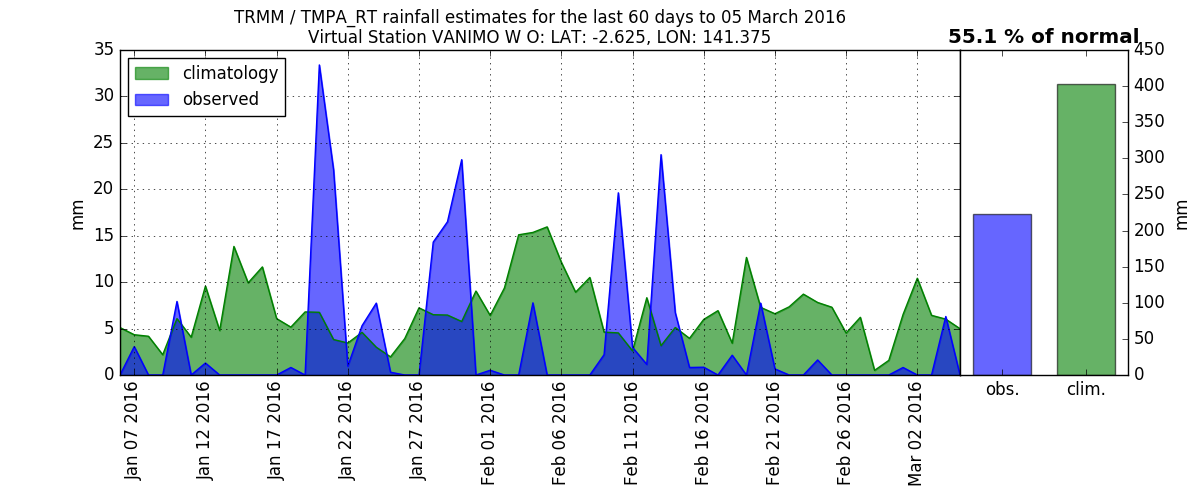 TRMM / TMPA_RT rainfall estimates for the last 60 days to 05 March 2016
Virtual Station VANIMO W O: LAT: -2.625, LON: 141.375
55.1 % of normal
climatology
observed
35
30
25
20
15
10
5
0
mm
Jan 07 2016
Jan 12 2016
Jan 17 2016
Jan 22 2016
Jan 27 2016
Feb 01 2016
Feb 06 2016
Feb 11 2016
Feb 16 2016
Feb 21 2016
Feb 26 2016
Mar 02 2016
450
400
350
300
250
200
150
100
50
0
mm
obs.
clim.